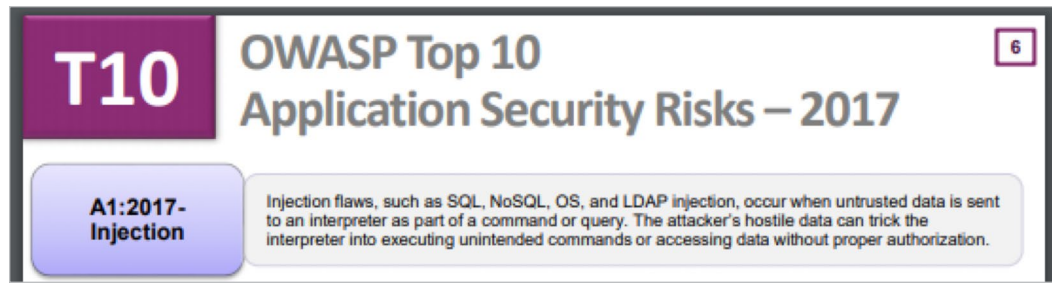 T10
OWASP Top 10
Application Security Risks – 2017
6
A1:2017-
Injection
Injection flaws, such as SQL, NoSQL, OS, and LDAP injection, occur when untrusted data is sent
to an interpreter as part of a command or query. The attacker's hostile data can trick the
interpreter into executing unintended commands or accessing data without proper authorization.